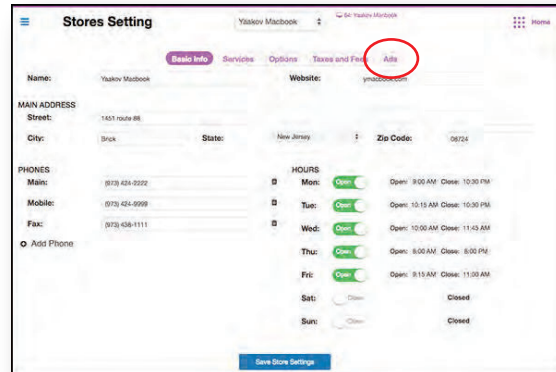 Stores Setting
Yaakov Macbook
64: Yaakov Macbook
Home
Basic Info Services Options Taxes and Fees Ads
Name: Yaakov Macbook Website: ymacbook.com
MAIN ADDRESS
Street: 1451 route 88
City: Brick State: New Jersey Zip Code: 08724
PHONES HOURS
Main: (973) 424-2222 Mon: Open Open: 9:00 AM Close: 10:30 PM
Mobile: (973) 424-9999 Tue: Open Open: 10:15 AM Close: 10:30 PM
Fax: (973) 436-1111 Wed: Open Open: 10:00 AM Close: 11:45 AM
Add Phone
Thu: Open Open: 8:00 AM Close: 8:00 PM
Fri: Open Open: 9:15 AM Close: 11:00 AM
Sat: Close Closed
Sun: Close Closed
Save Store Settings